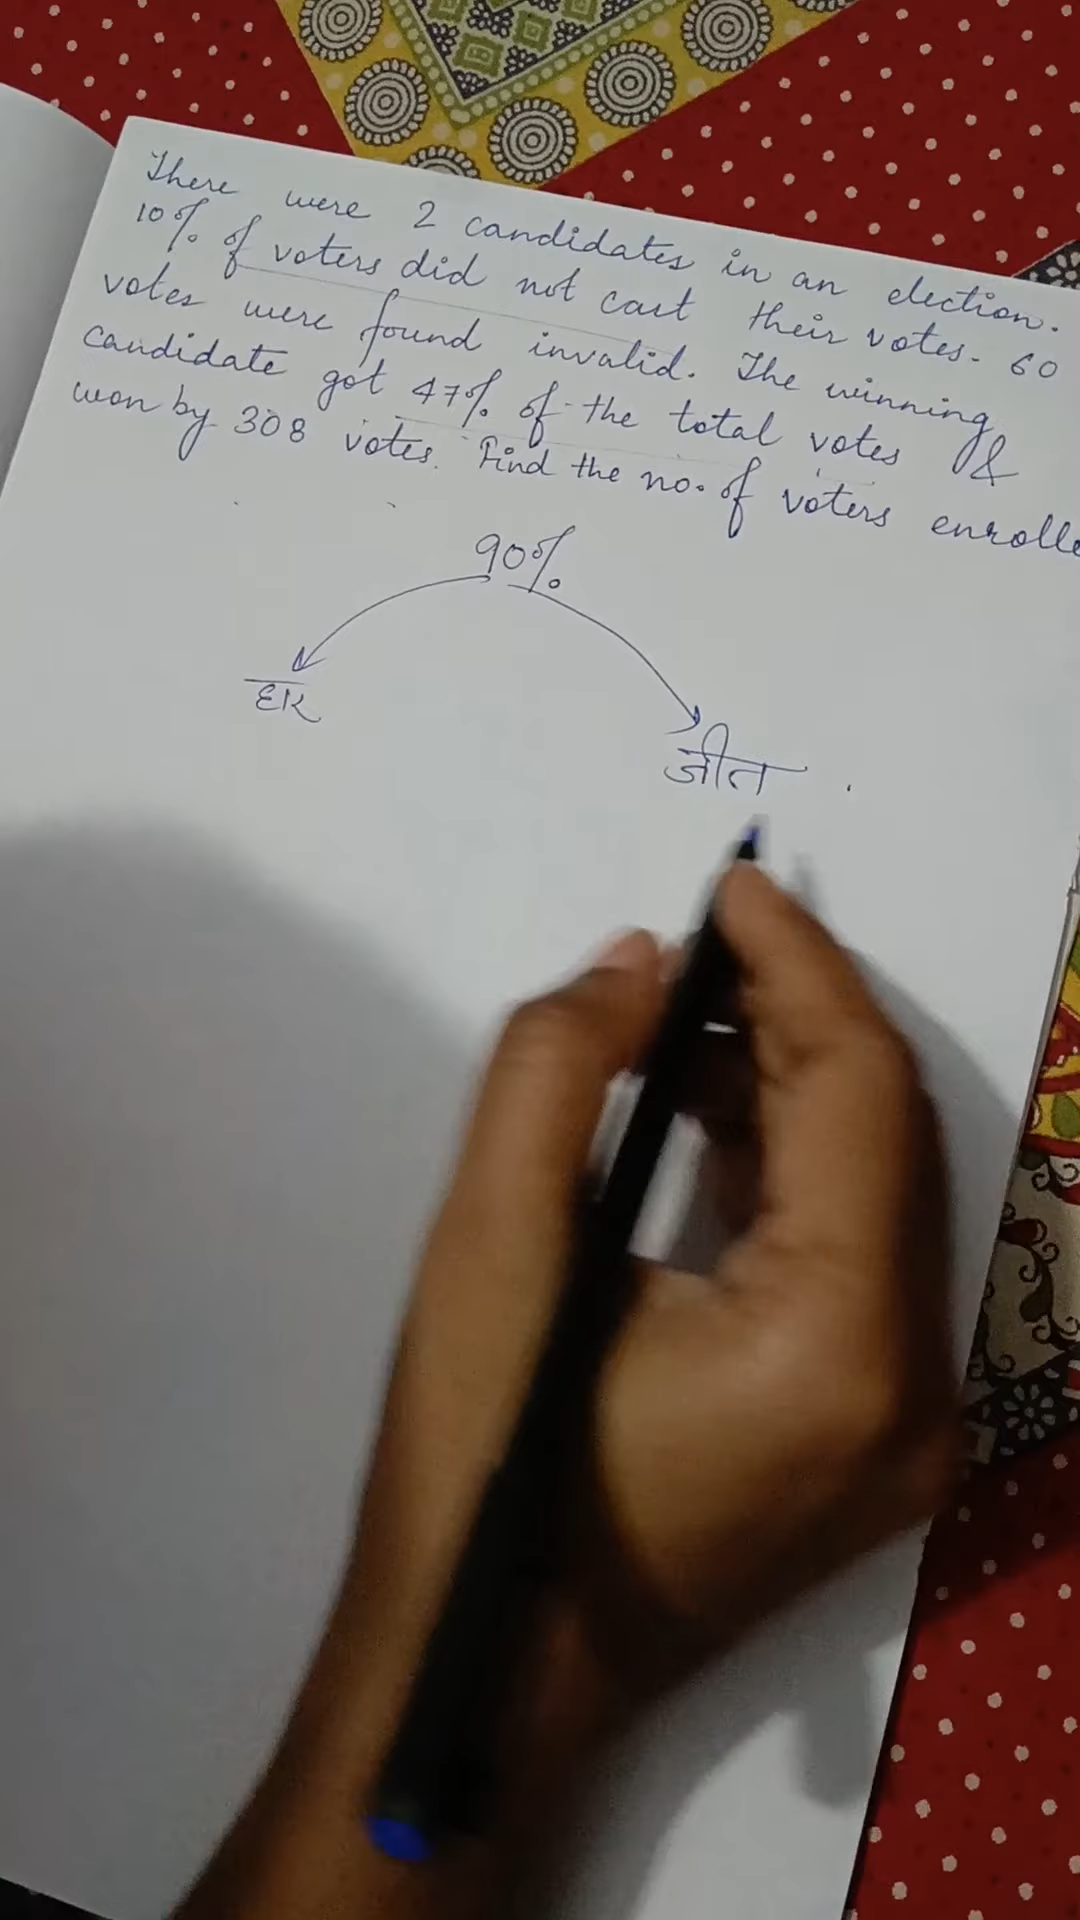 There were 2 candidates in an election.
10% of voters did not cast their votes. 60
votes were found invalid. The winning
candidate got 47% of the total votes &
won by 308 votes. Find the no. of voters enrolle
90%
हार
जीत